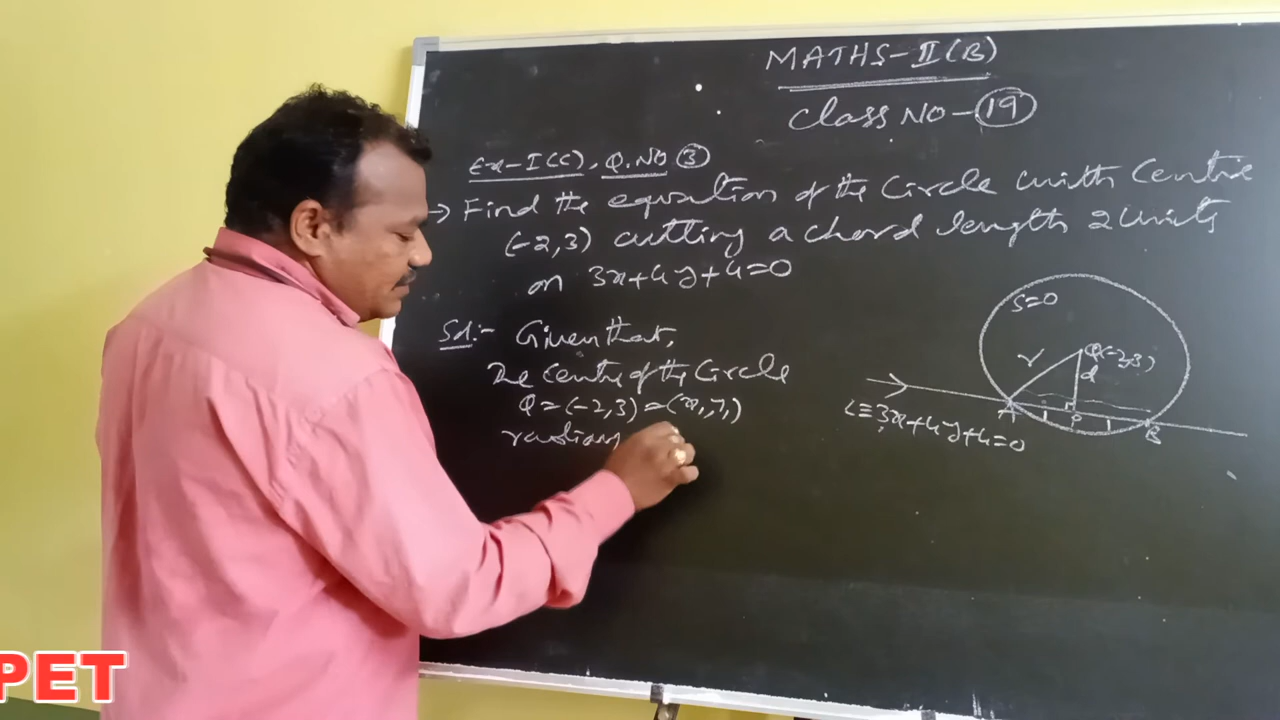 MATHS-II(B)
Class NO-19
Ex-I(C), Q.NO 3
→ Find the equation of the Circle with Centre
(-2,3) cutting a chord length 2 units
on 3x+4y+4=0
Sol:- Given that,
The centre of the Circle
Q=(-2,3)=(x₁,y₁)
radius
S=0
Q(-2,3)
r
d
A
1
P
1
B
L≡3x+4y+4=0
PET